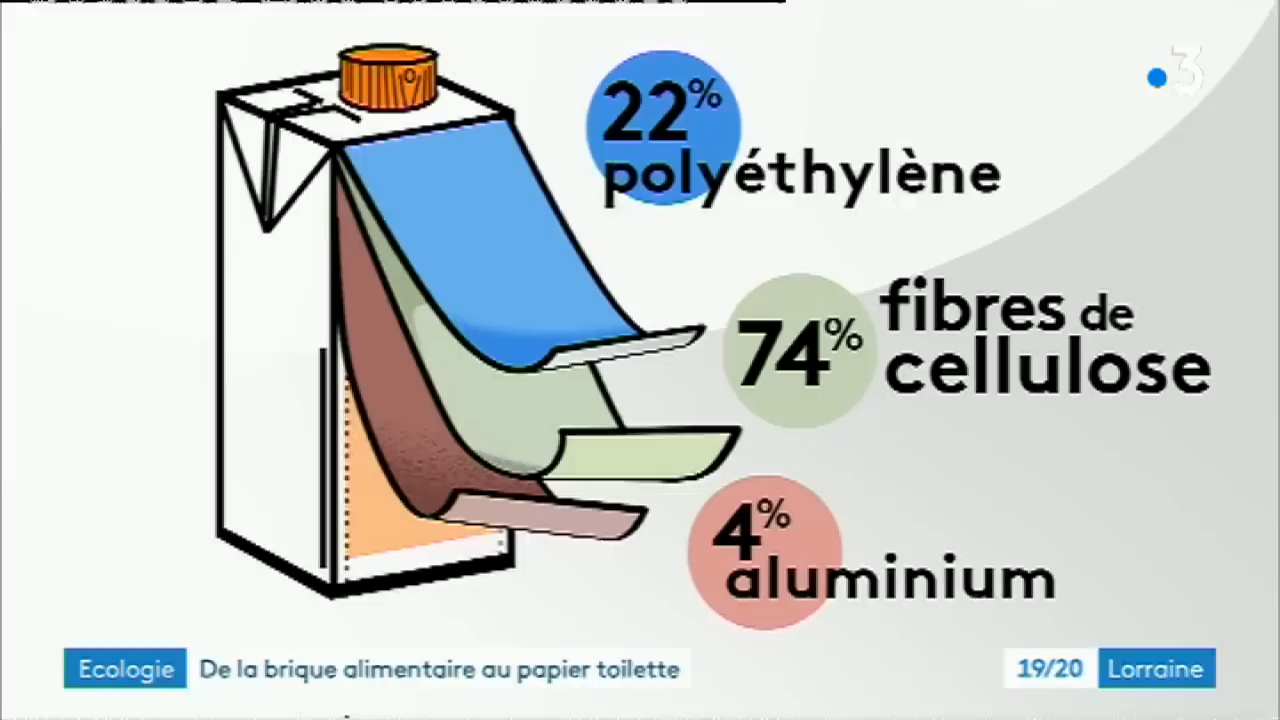 3
22%
polyéthylène
74%
fibres de
cellulose
4%
aluminium
Ecologie De la brique alimentaire au papier toilette
19/20 Lorraine